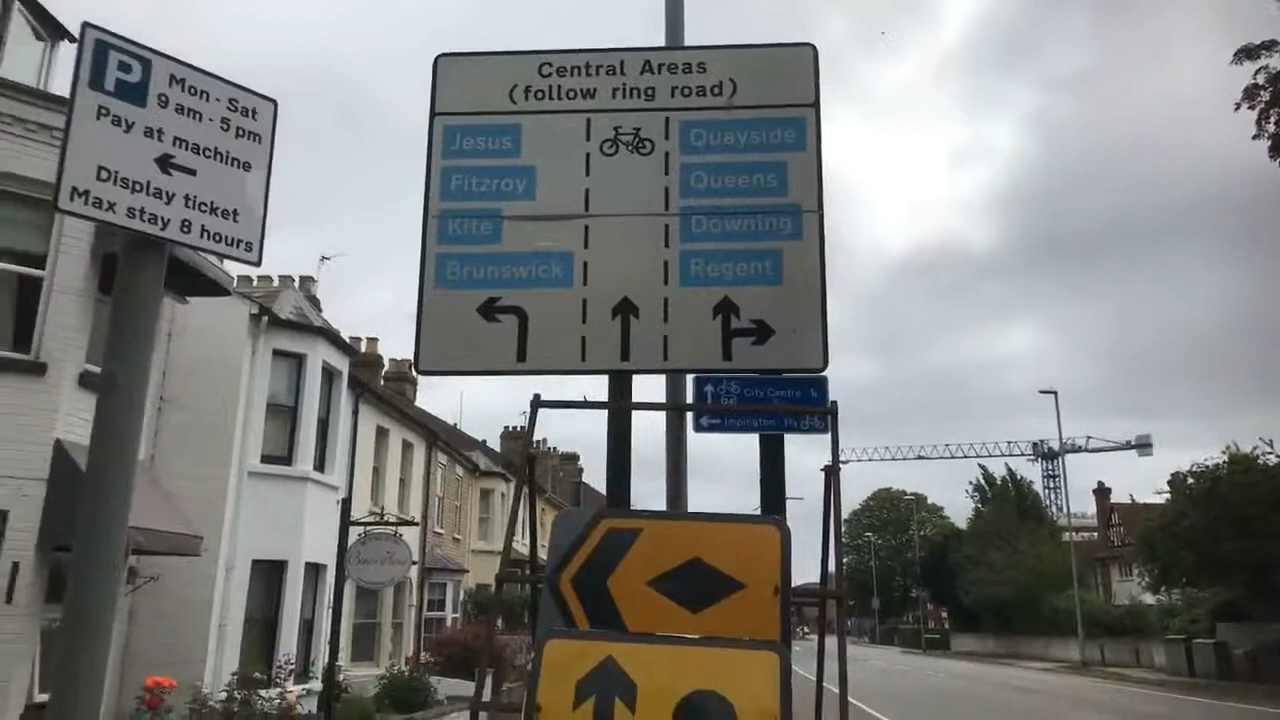 P
Mon - Sat
9 am - 5 pm
Pay at machine
Display ticket
Max stay 8 hours
Central Areas
(follow ring road)
Jesus
Fitzroy
Kite
Brunswick
Quayside
Queens
Downing
Regent
City Centre
Impington